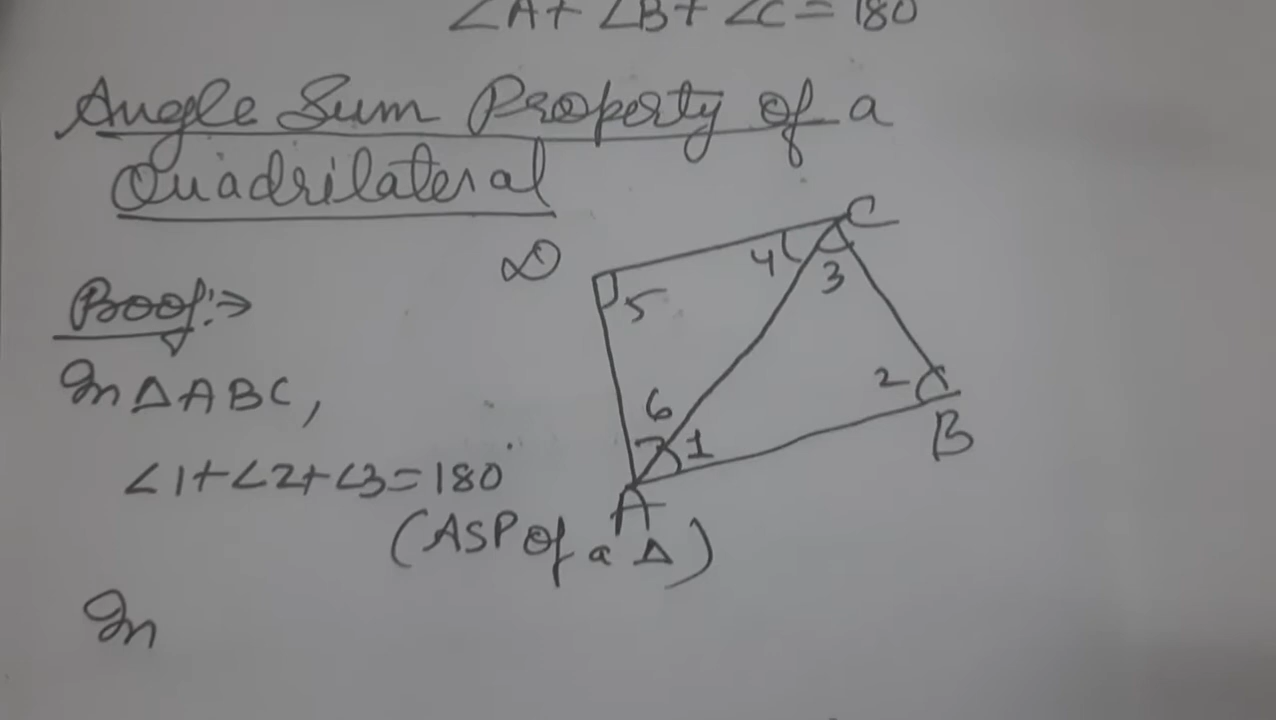 ∠A+ ∠B+ ∠C = 180
Angle Sum Property of a
Quadrilateral
Proof:⇒
In △ABC,
∠1+∠2+∠3=180°
(ASP of a △)
In
D
C
4
3
5
2
B
6
1
A